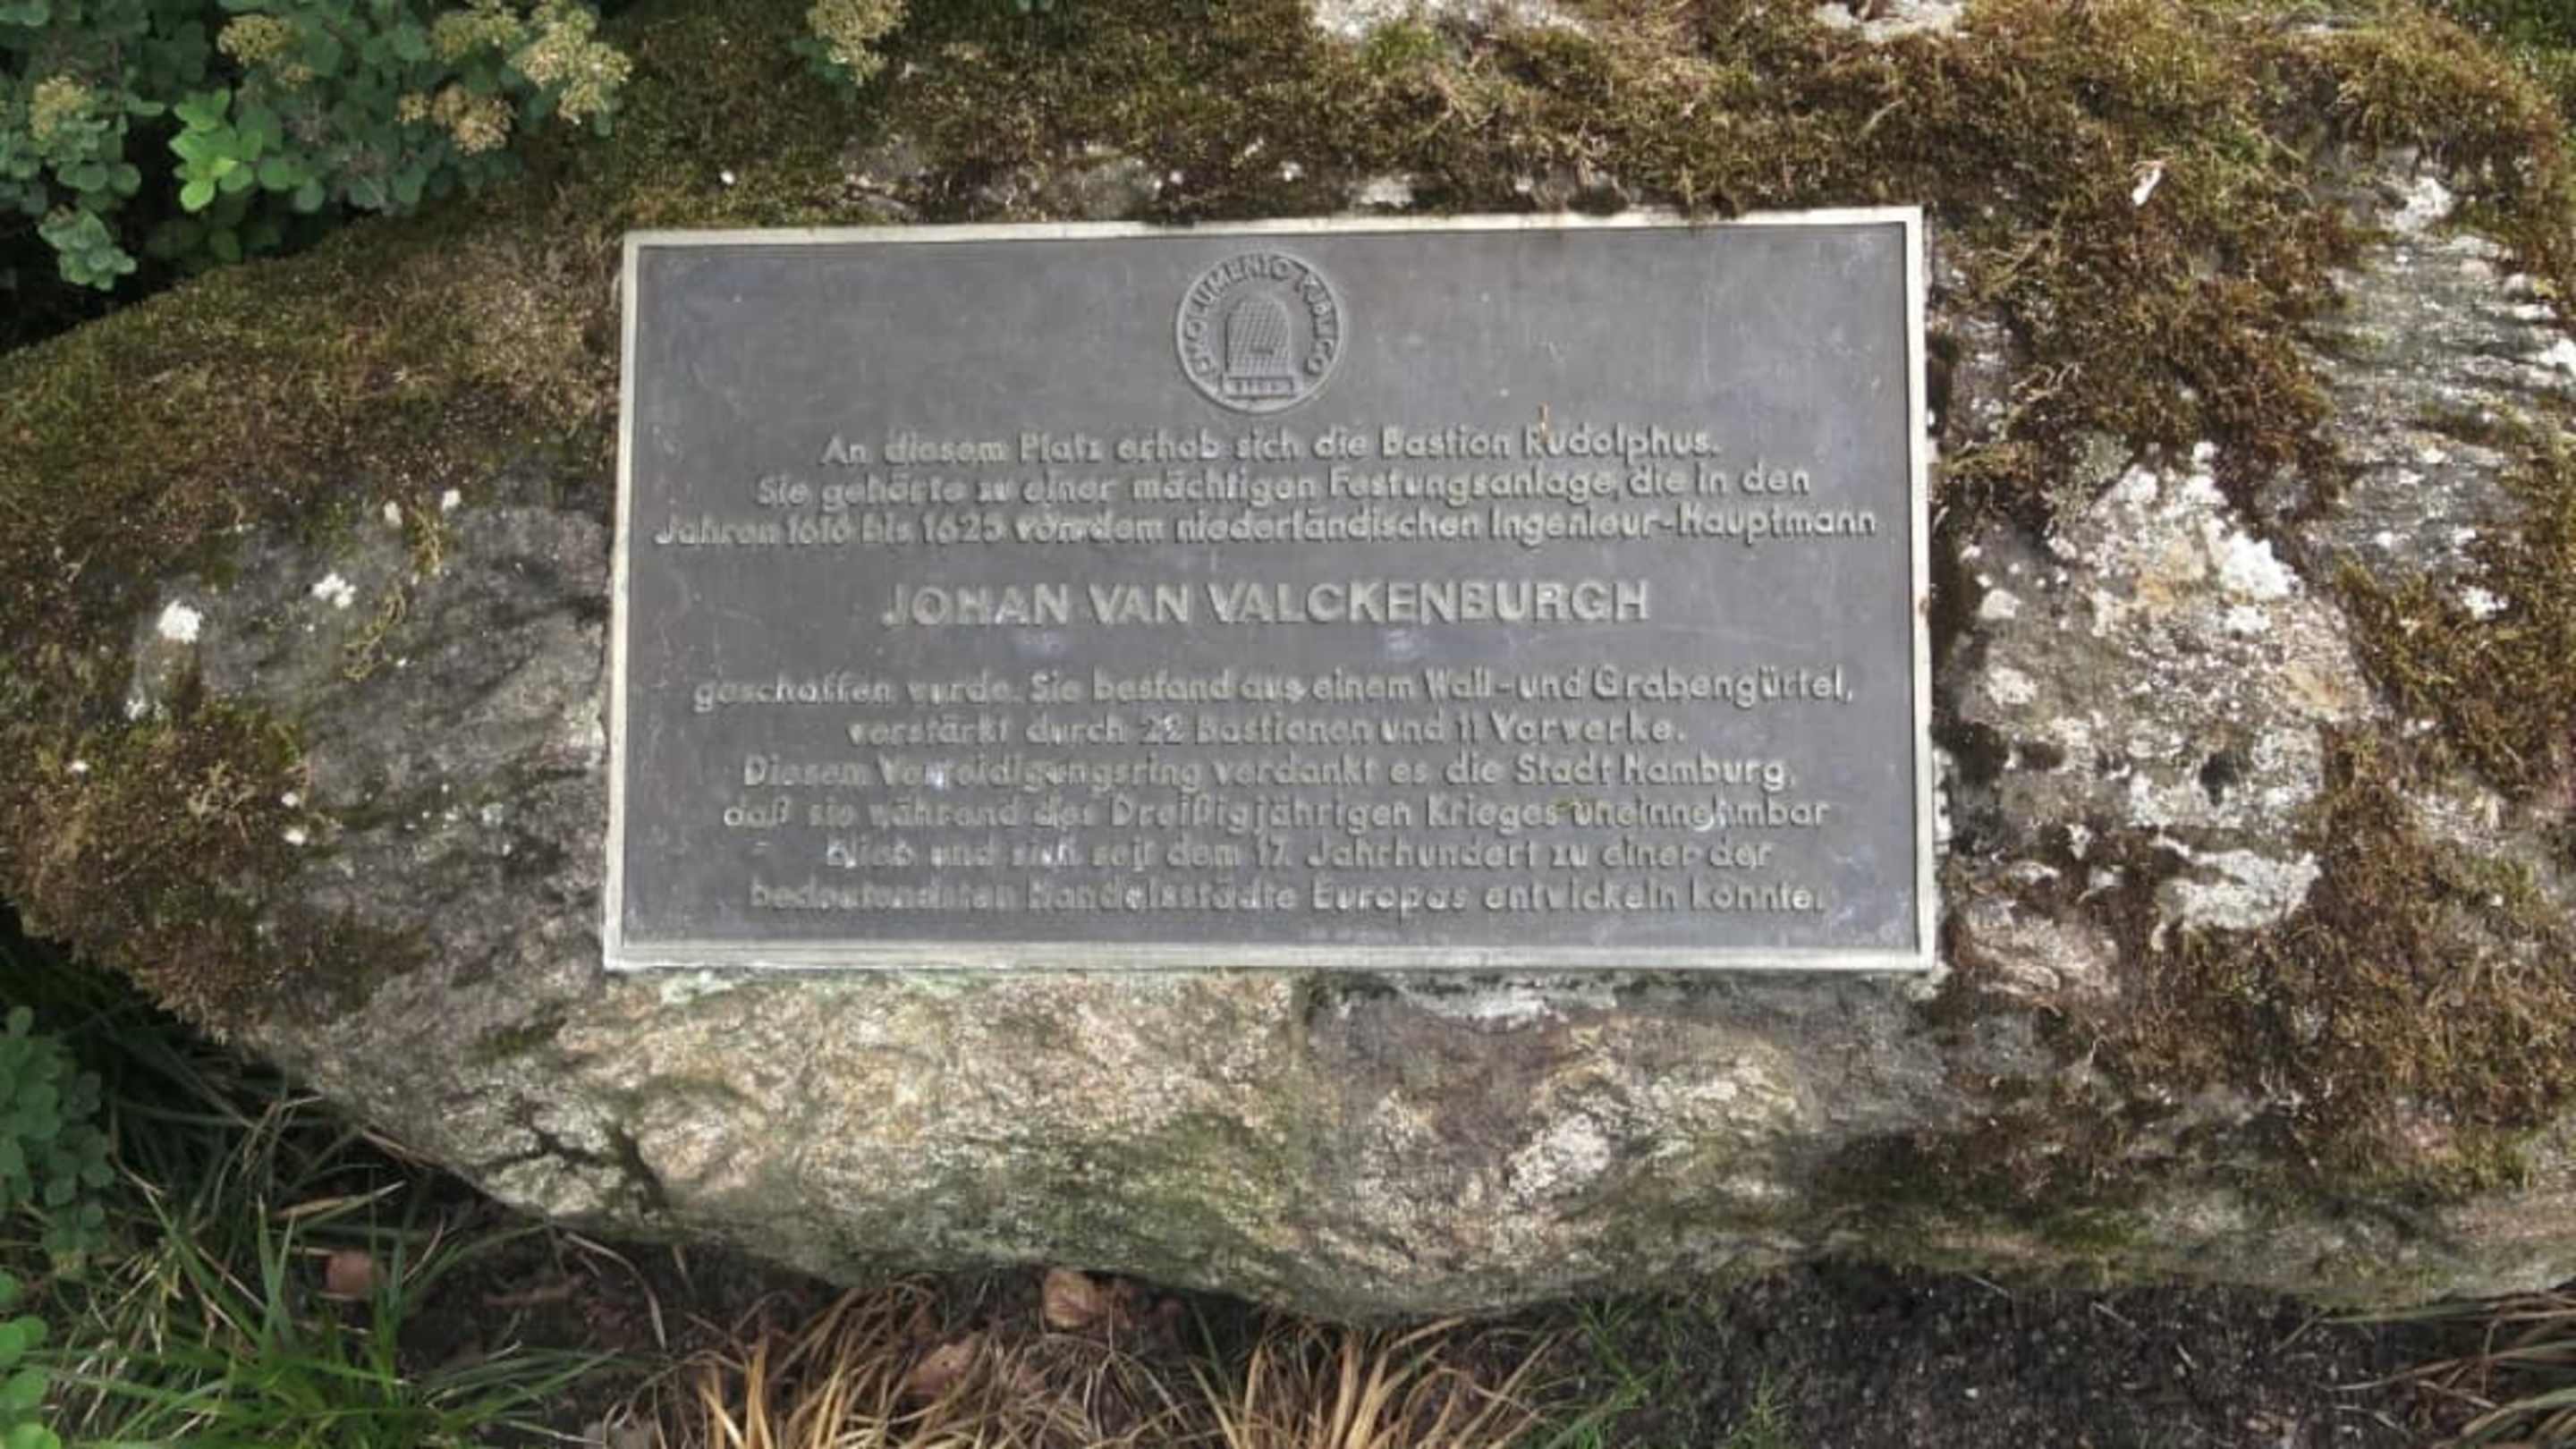 EMOLUMENTO PUBLICO
An diesem Platz erhob sich die Bastion Rudolphus.
Sie gehörte zu einer mächtigen Festungsanlage, die in den
Jahren 1616 bis 1625 von dem niederländischen Ingenieur-Hauptmann
JOHAN VAN VALCKENBURGH
geschaffen wurde. Sie bestand aus einem Wall- und Grabengürtel,
verstärkt durch 22 Bastionen und 11 Vorwerke.
Diesem Verteidigungsring verdankt es die Stadt Hamburg,
daß sie während des Dreißigjährigen Krieges uneinnehmbar
blieb und sich seit dem 17. Jahrhundert zu einer der
bedeutendsten Handelsstädte Europas entwickeln konnte.